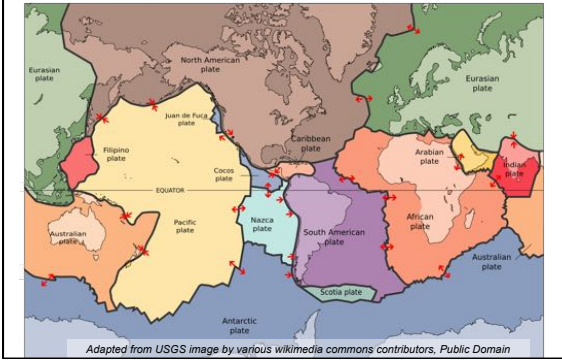 North American
plate
Eurasian
plate
Eurasian
plate
Juan de Fuca
plate
Caribbean
plate
Filipino
plate
Arabian
plate
Indian
plate
Cocos
plate
EQUATOR
Pacific
plate
Nazca
plate
African
plate
South American
plate
Australian
plate
Australian
plate
Scotia plate
Antarctic
plate
Adapted from USGS image by various wikimedia commons contributors, Public Domain